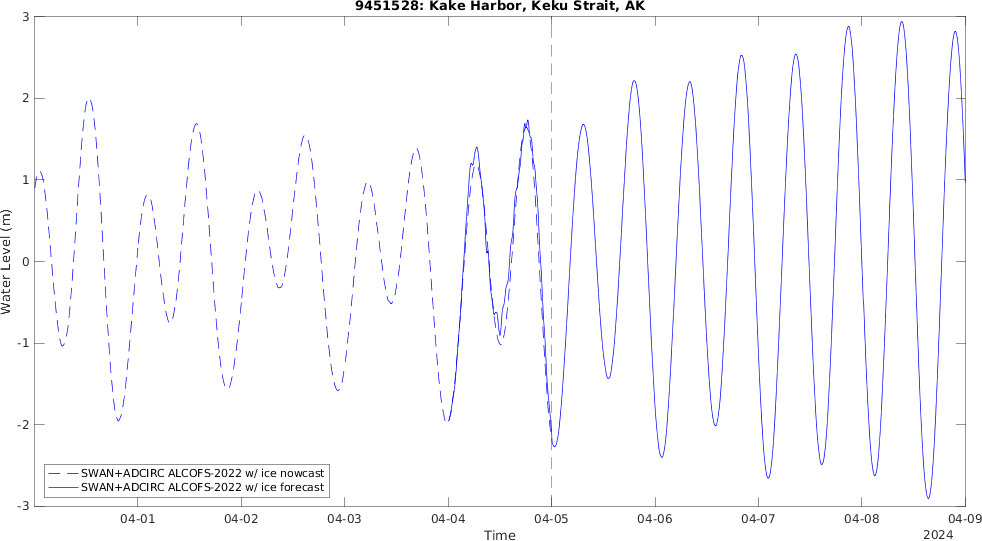 9451528: Kake Harbor, Keku Strait, AK
3
2
1
0
-1
-2
-3
Water Level (m)
SWAN+ADCIRC ALCOFS-2022 w/ ice nowcast
SWAN+ADCIRC ALCOFS-2022 w/ ice forecast
04-01 04-02 04-03 04-04 04-05 04-06 04-07 04-08 04-09
Time
2024